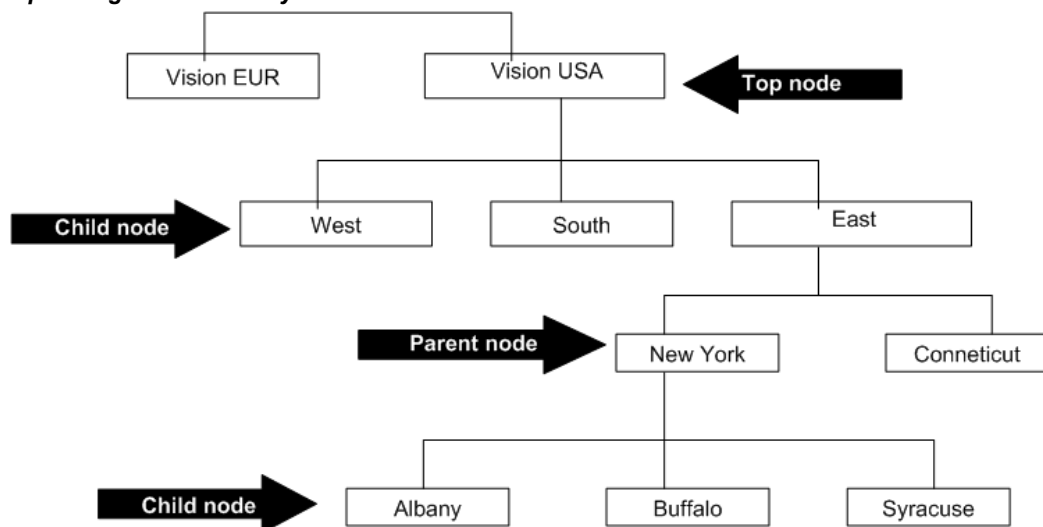 Vision EUR
Vision USA
Top node
Child node
West
South
East
Parent node
New York
Conneticut
Child node
Albany
Buffalo
Syracuse